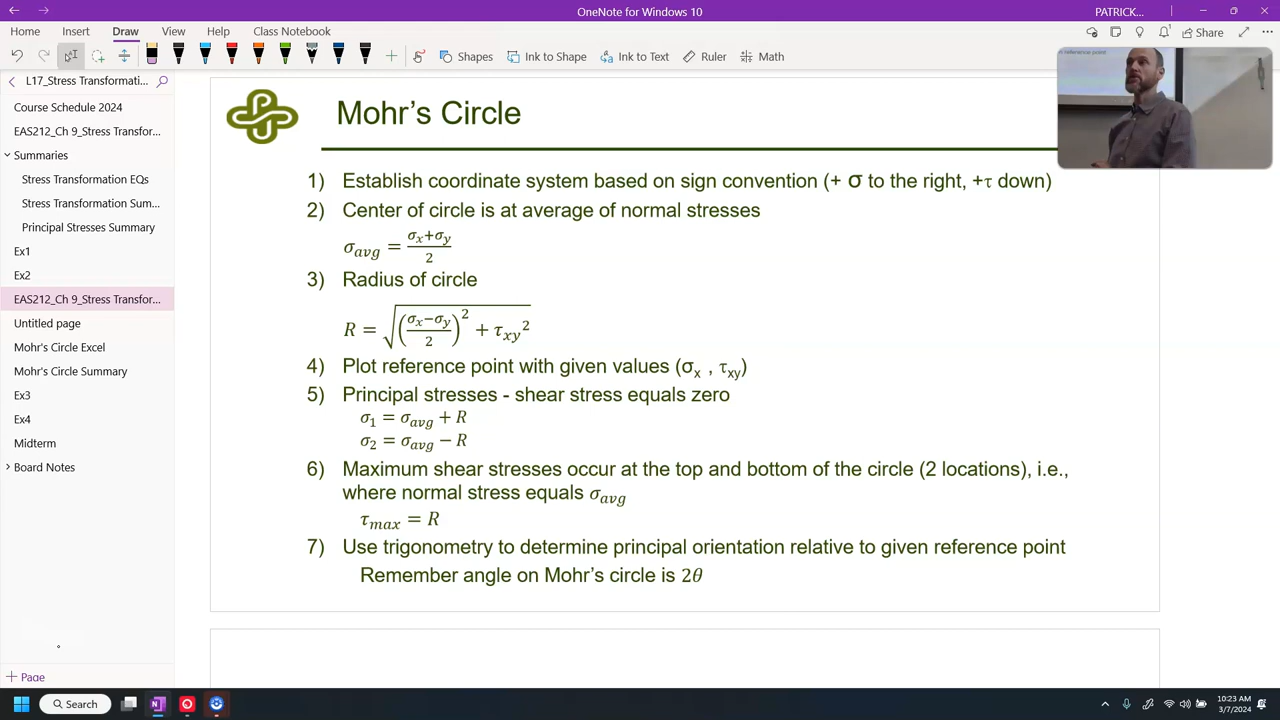 OneNote for Windows 10
PATRICK...
Home Insert Draw View Help Class Notebook
Share
Shapes Ink to Shape Ink to Text Ruler Math
L17_Stress Transformati...
Course Schedule 2024
EAS212_Ch 9_Stress Transfor...
Summaries
Stress Transformation EQs
Stress Transformation Sum...
Principal Stresses Summary
Ex1
Ex2
EAS212_Ch 9_Stress Transfor...
Untitled page
Mohr's Circle Excel
Mohr's Circle Summary
Ex3
Ex4
Midterm
Board Notes
+ Page
Mohr's Circle
1) Establish coordinate system based on sign convention (+ σ to the right, +τ down)
2) Center of circle is at average of normal stresses
σ_avg = (σ_x+σ_y)/2
3) Radius of circle
R = √(((σ_x−σ_y)/2)² + τ_xy²)
4) Plot reference point with given values (σ_x , τ_xy)
5) Principal stresses - shear stress equals zero
σ₁ = σ_avg + R
σ₂ = σ_avg − R
6) Maximum shear stresses occur at the top and bottom of the circle (2 locations), i.e.,
where normal stress equals σ_avg
τ_max = R
7) Use trigonometry to determine principal orientation relative to given reference point
Remember angle on Mohr's circle is 2θ
Search
10:23 AM
3/7/2024